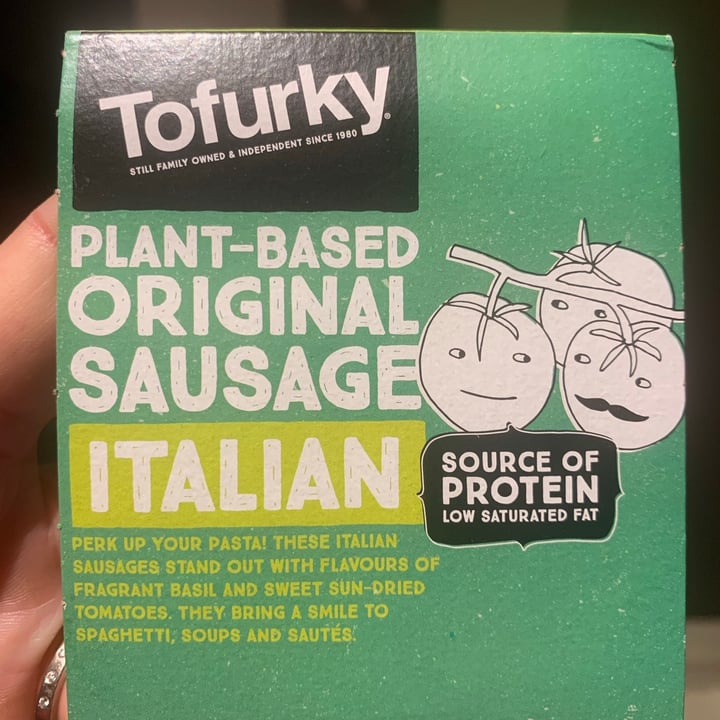 Tofurky®
STILL FAMILY OWNED & INDEPENDENT SINCE 1980
PLANT-BASED
ORIGINAL
SAUSAGE
ITALIAN
SOURCE OF
PROTEIN
LOW SATURATED FAT
PERK UP YOUR PASTA! THESE ITALIAN
SAUSAGES STAND OUT WITH FLAVOURS OF
FRAGRANT BASIL AND SWEET SUN-DRIED
TOMATOES. THEY BRING A SMILE TO
SPAGHETTI, SOUPS AND SAUTÉS.